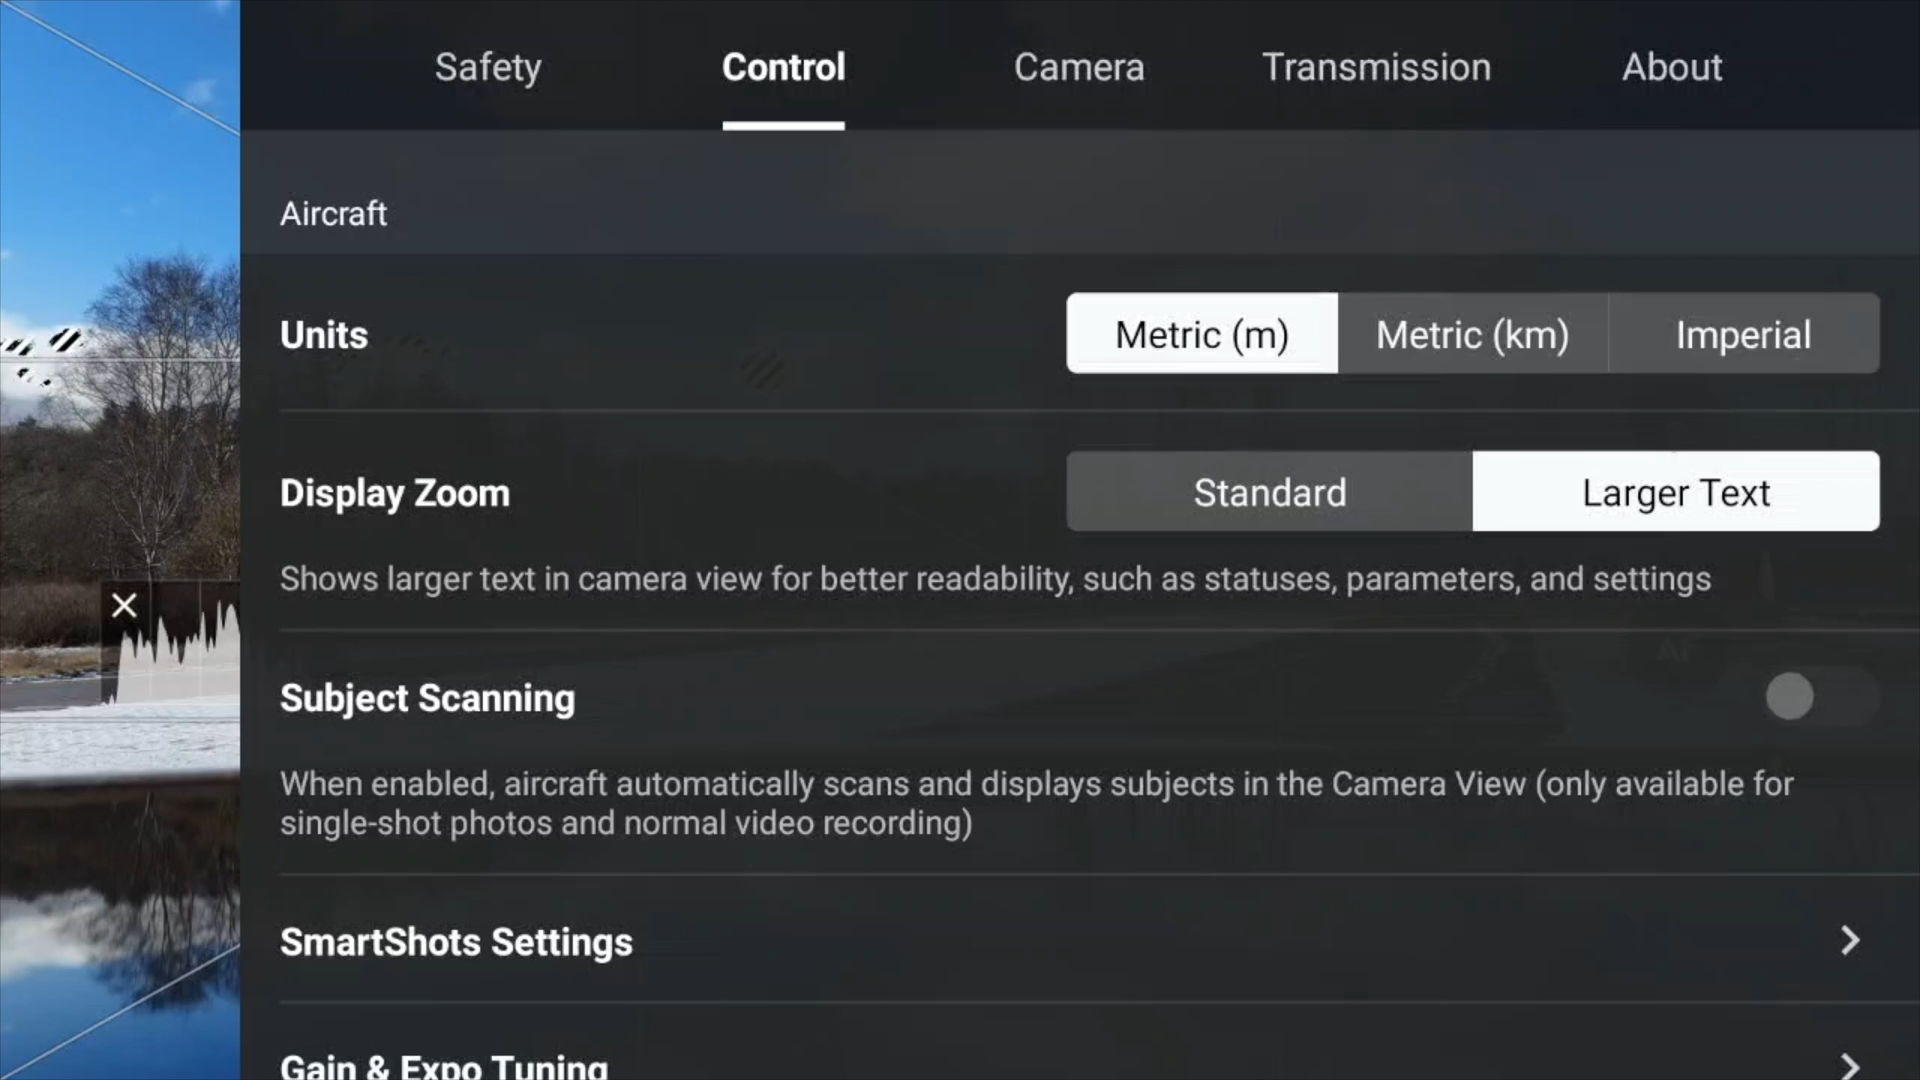 Safety Control Camera Transmission About
Aircraft
Units Metric (m) Metric (km) Imperial
Display Zoom Standard Larger Text
Shows larger text in camera view for better readability, such as statuses, parameters, and settings
Subject Scanning
When enabled, aircraft automatically scans and displays subjects in the Camera View (only available for
single-shot photos and normal video recording)
SmartShots Settings
Gain & Expo Tuning